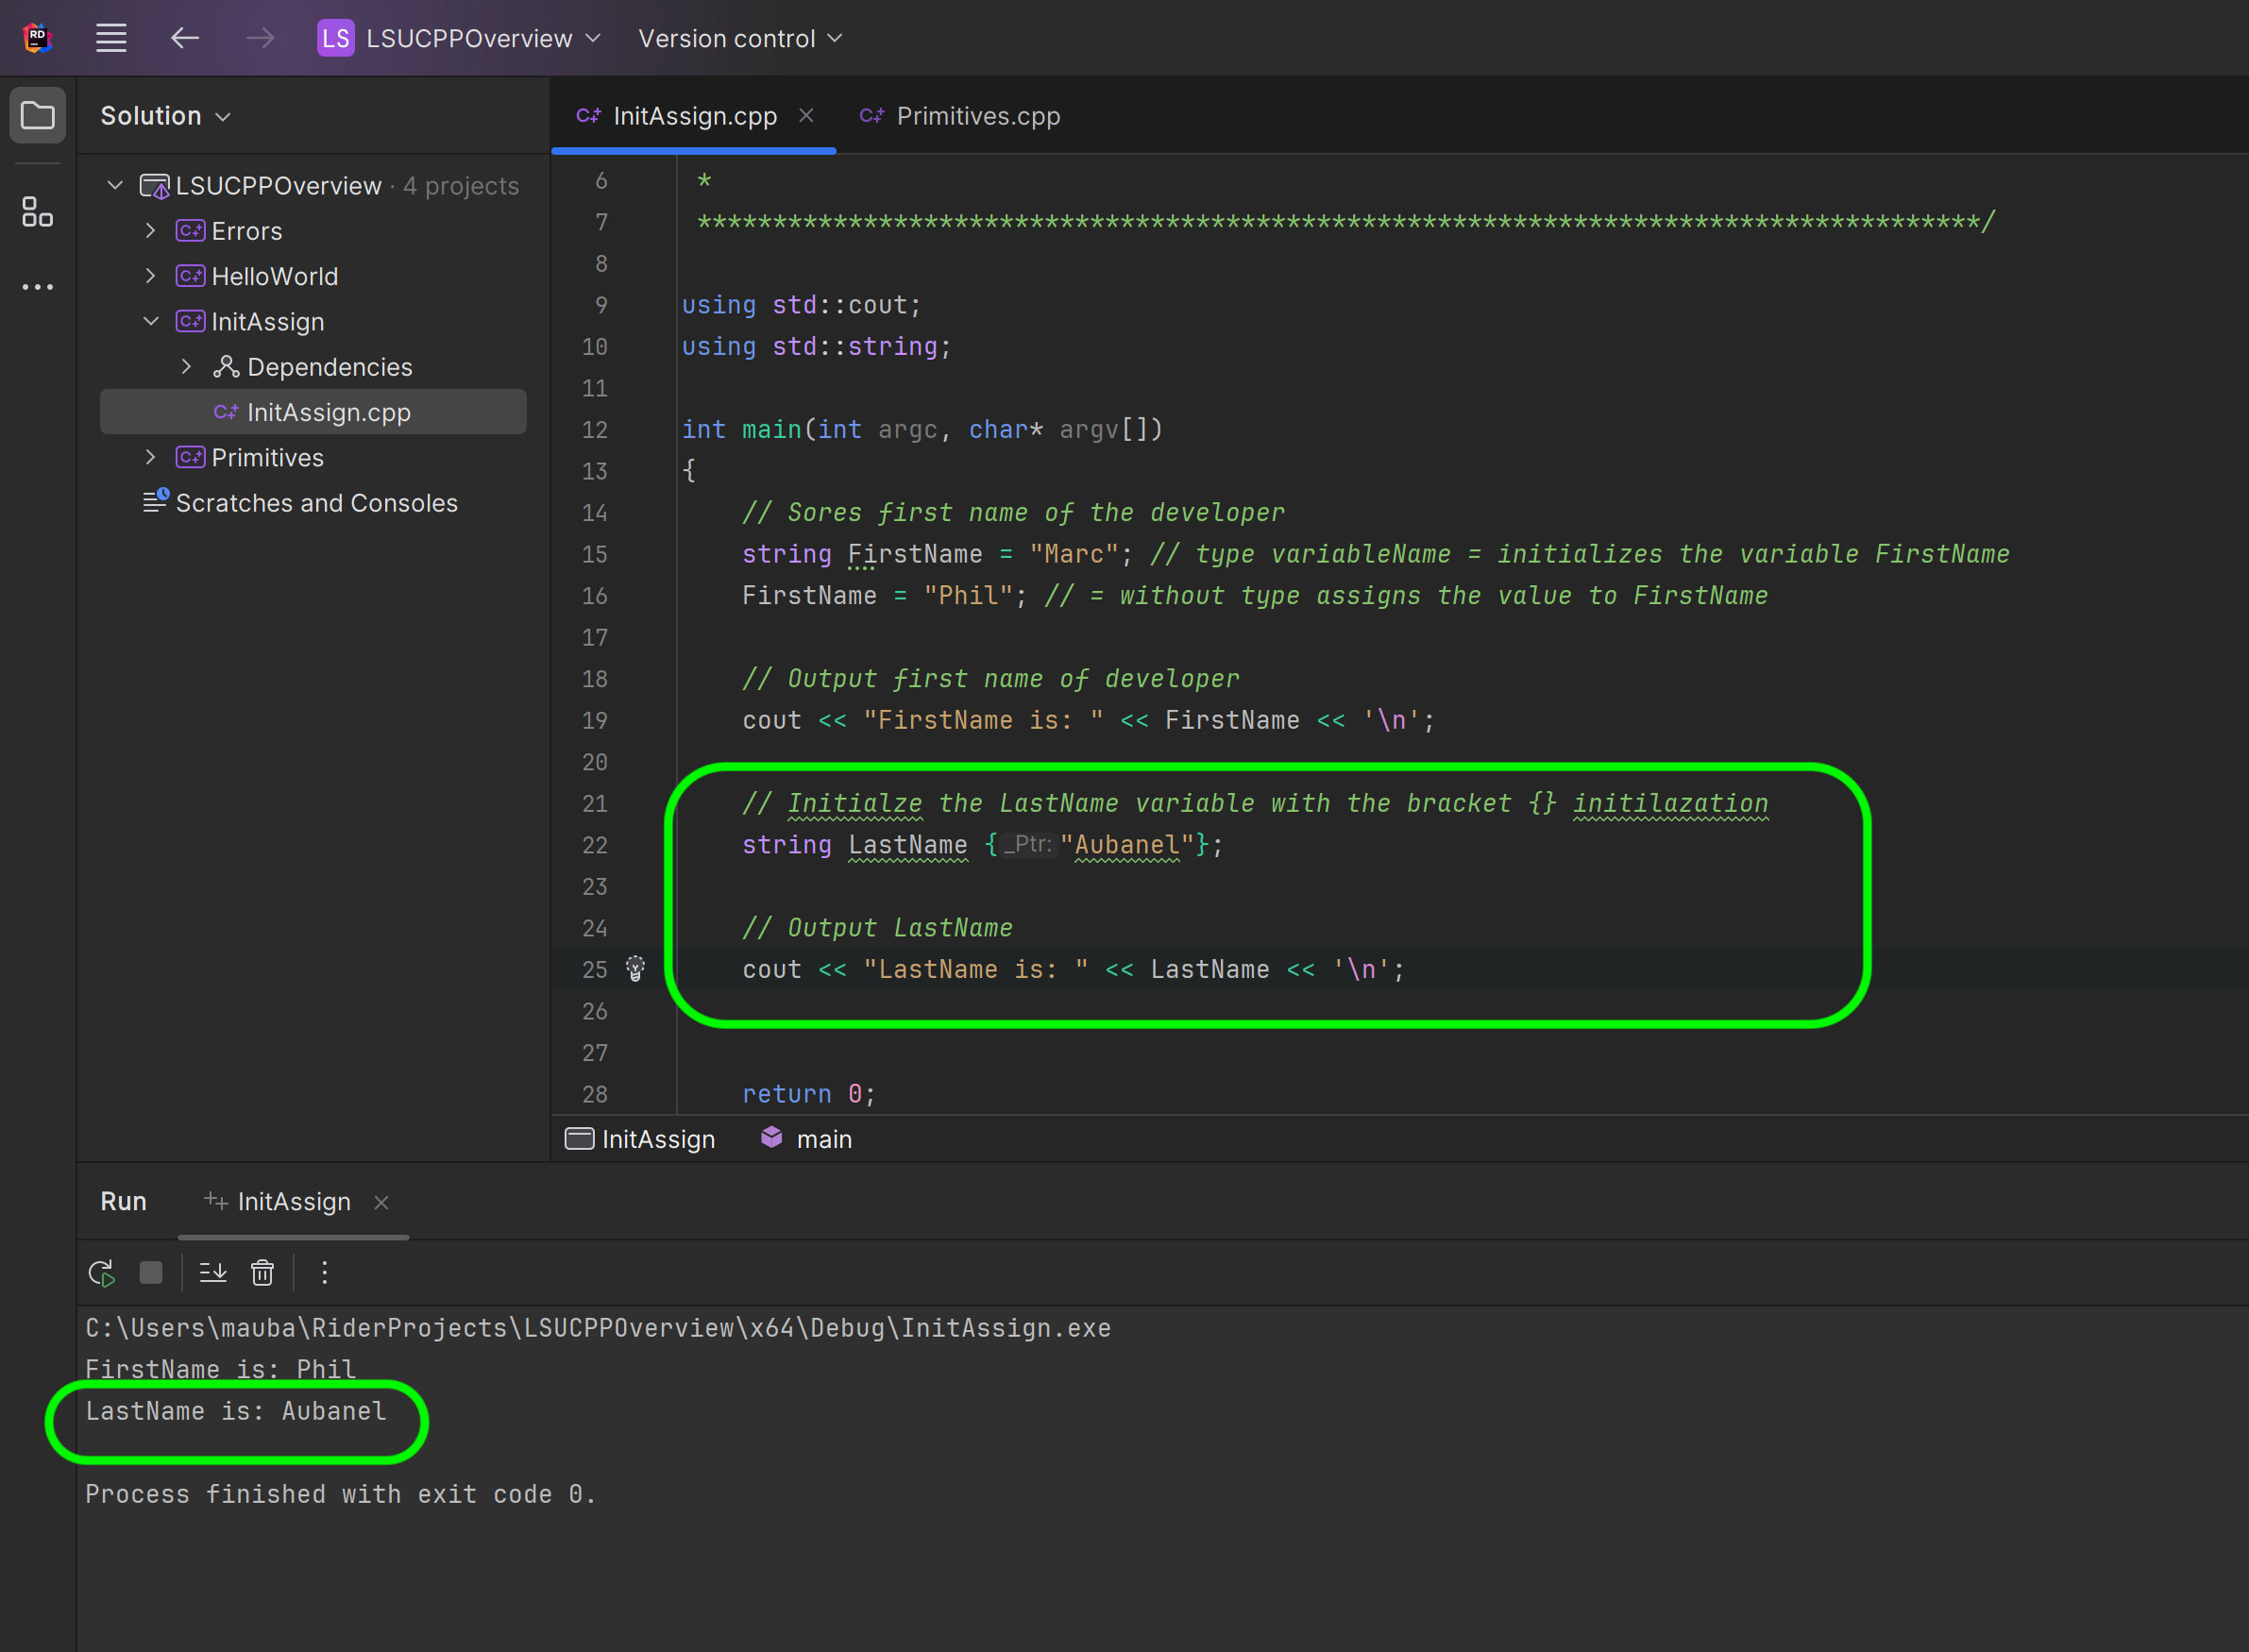 RD
LS LSUCPPOverview Version control
Solution
LSUCPPOverview · 4 projects
C++ Errors
C++ HelloWorld
C++ InitAssign
Dependencies
C++ InitAssign.cpp
C++ Primitives
Scratches and Consoles
C++ InitAssign.cpp × C++ Primitives.cpp
6 *
7 *************************************************************************************/
8
9 using std::cout;
10 using std::string;
11
12 int main(int argc, char* argv[])
13 {
14 // Sores first name of the developer
15 string FirstName = "Marc"; // type variableName = initializes the variable FirstName
16 FirstName = "Phil"; // = without type assigns the value to FirstName
17
18 // Output first name of developer
19 cout << "FirstName is: " << FirstName << '\n';
20
21 // Initialze the LastName variable with the bracket {} initilazation
22 string LastName {_Ptr: "Aubanel"};
23
24 // Output LastName
25 cout << "LastName is: " << LastName << '\n';
26
27
28 return 0;
InitAssign main
Run InitAssign ×
C:\Users\mauba\RiderProjects\LSUCPPOverview\x64\Debug\InitAssign.exe
FirstName is: Phil
LastName is: Aubanel
Process finished with exit code 0.